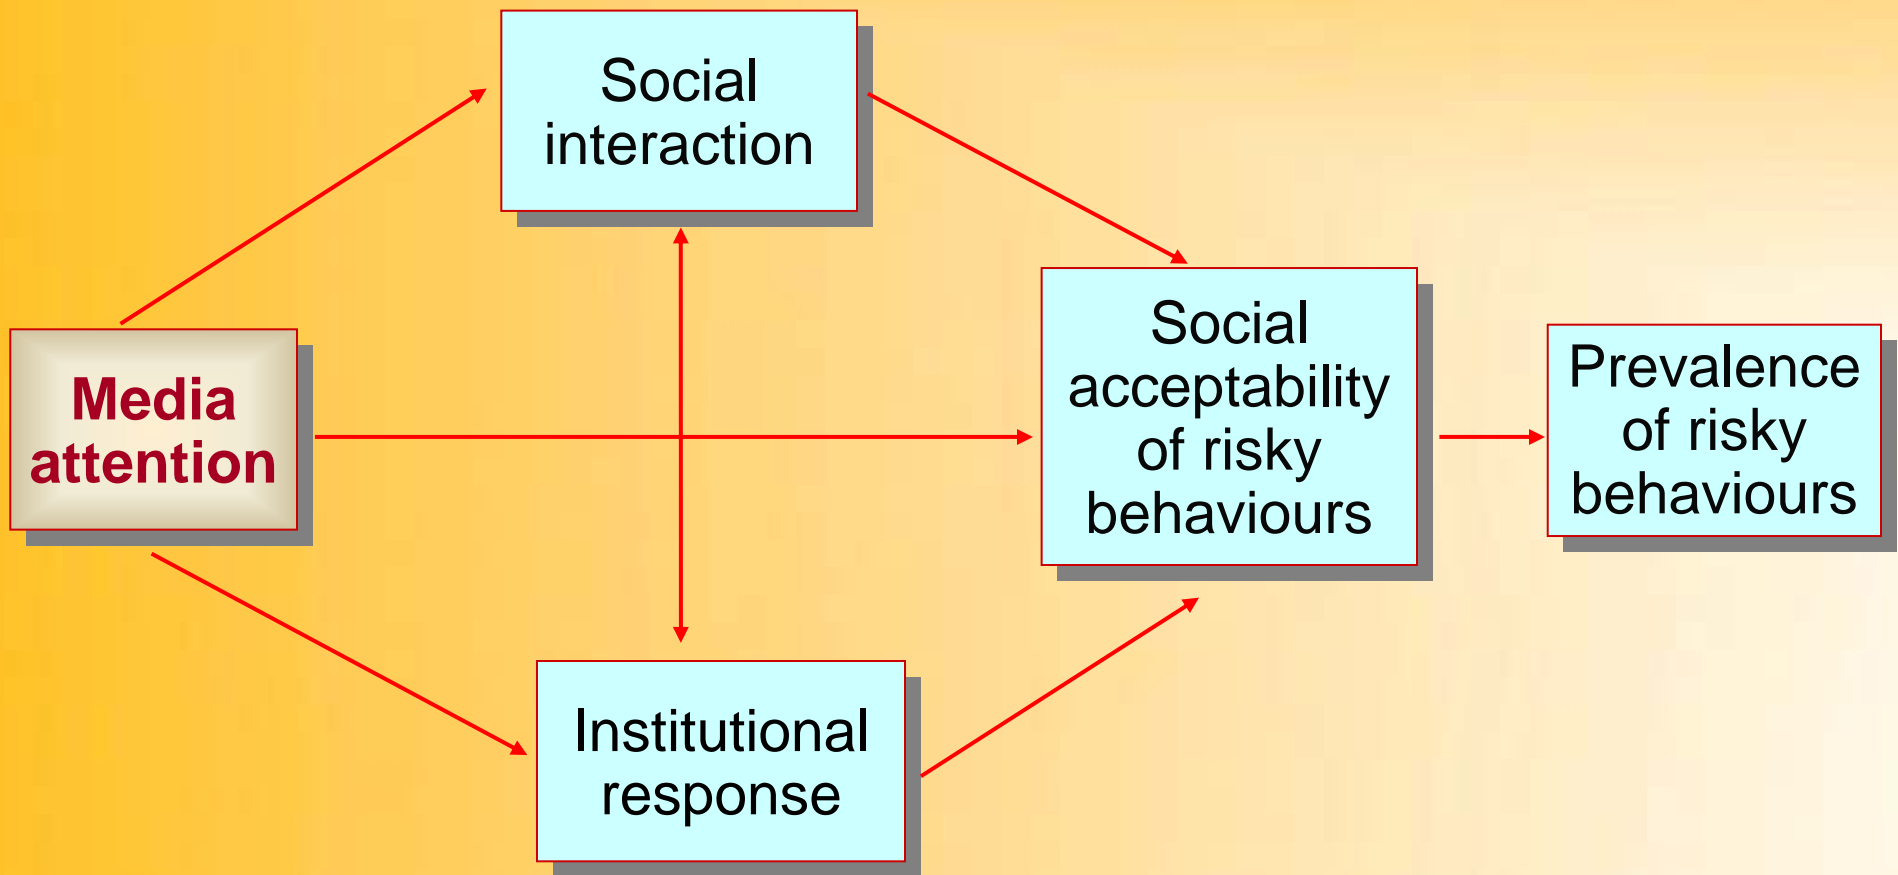 Social
interaction
Media
attention
Social
acceptability
of risky
behaviours
Prevalence
of risky
behaviours
Institutional
response